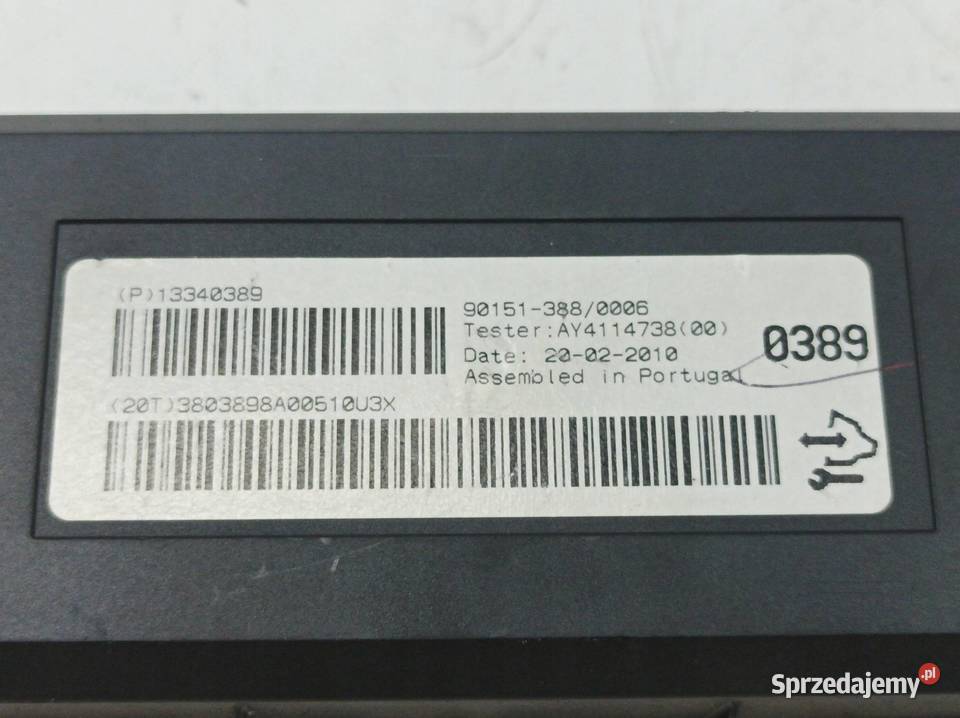 (P)13340389
90151-388/0006
Tester:AY4114738(00)
Date: 20-02-2010
Assembled in Portugal
0389
(20T)3803898A00510U3X
Sprzedajemy.pl